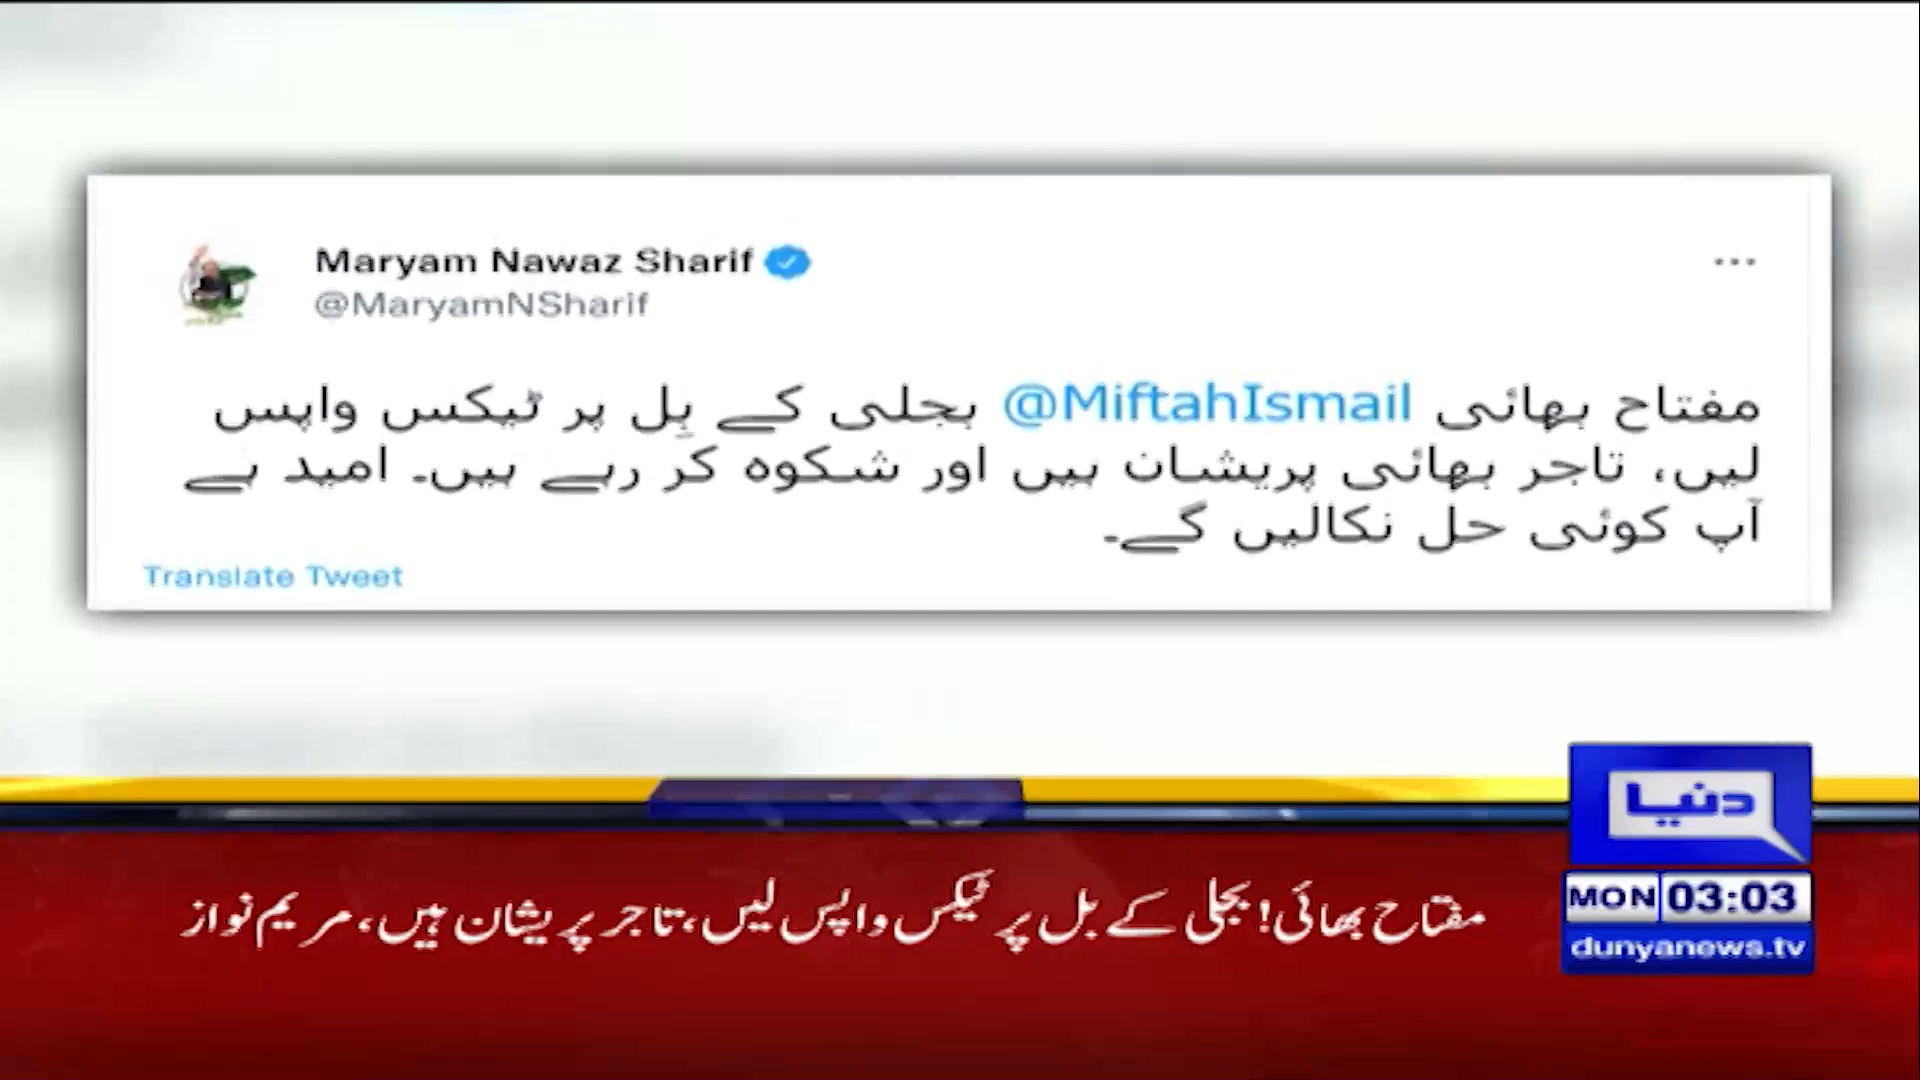 Maryam Nawaz Sharif
@MaryamNSharif
مفتاح بھائی @MiftahIsmail بجلی کے بِل پر ٹیکس واپس
لیں، تاجر بھائی پریشان ہیں اور شکوہ کر رہے ہیں۔ امید ہے
آپ کوئی حل نکالیں گے۔
Translate Tweet
دنیا
مفتاح بھائی! بجلی کے بل پر ٹیکس واپس لیں، تاجر پریشان ہیں، مریم نواز
MON 03:03
dunyanews.tv